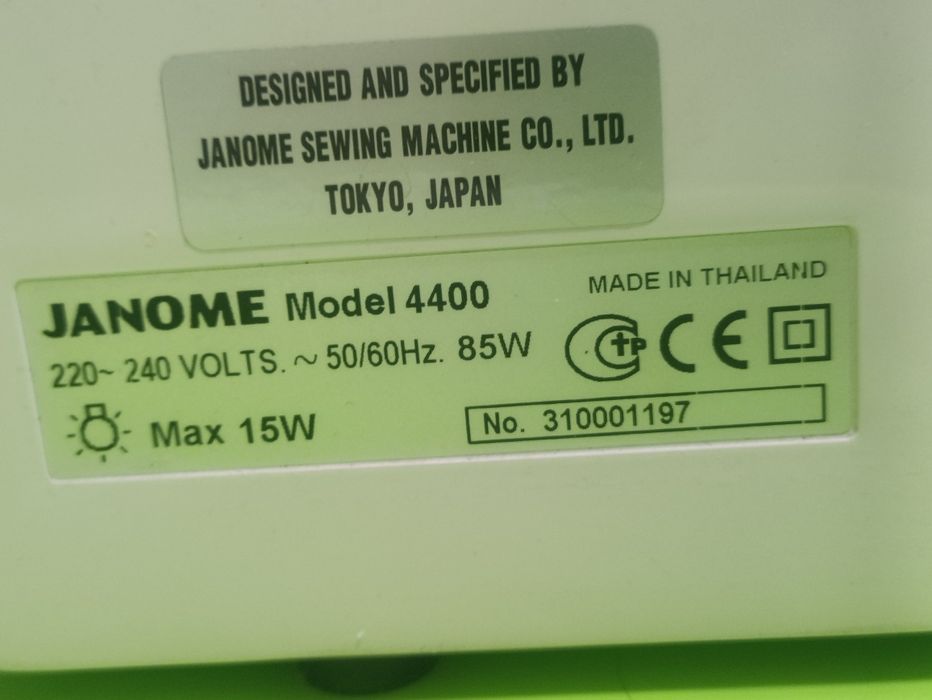 DESIGNED AND SPECIFIED BY
JANOME SEWING MACHINE CO., LTD.
TOKYO, JAPAN
JANOME Model 4400
MADE IN THAILAND
220~ 240 VOLTS. ~ 50/60Hz. 85W
CE
Max 15W
No. 310001197